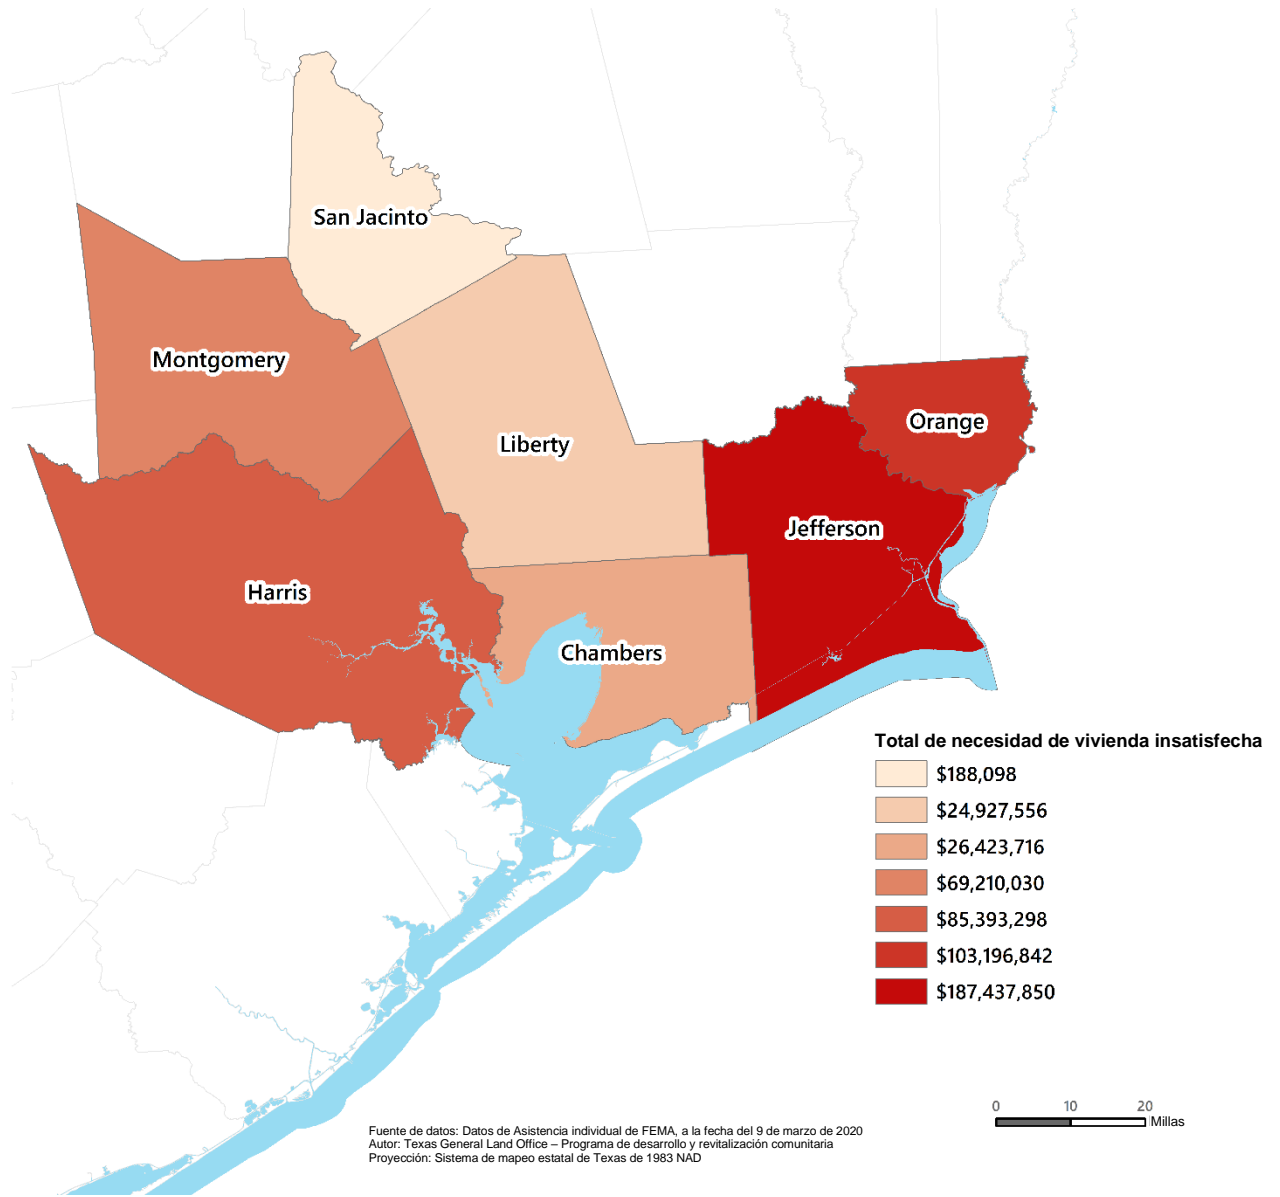 San Jacinto
Montgomery
Orange
Liberty
Jefferson
Harris
Chambers
Total de necesidad de vivienda insatisfecha
$188,098
$24,927,556
$26,423,716
$69,210,030
$85,393,298
$103,196,842
$187,437,850
0 10 20
Millas
Fuente de datos: Datos de Asistencia individual de FEMA, a la fecha del 9 de marzo de 2020
Autor: Texas General Land Office – Programa de desarrollo y revitalización comunitaria
Proyección: Sistema de mapeo estatal de Texas de 1983 NAD